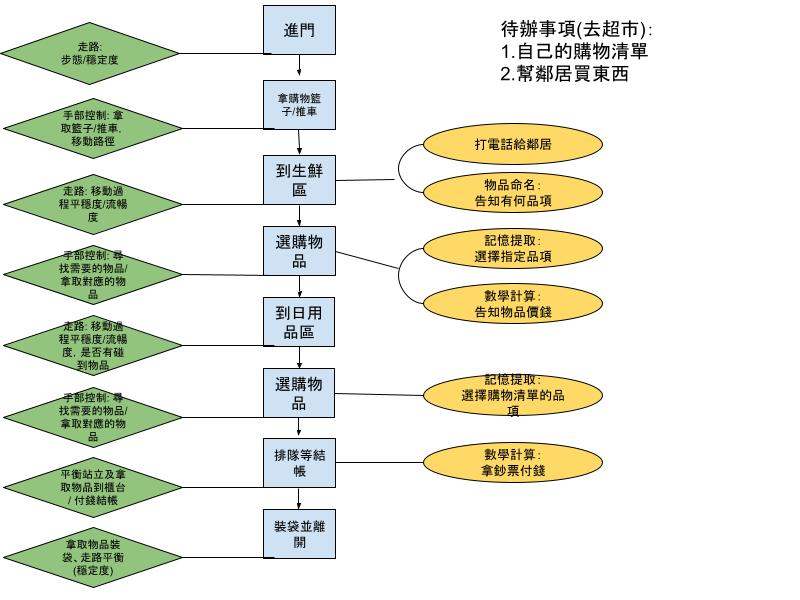 待辦事項(去超市):
1.自己的購物清單
2.幫鄰居買東西
進門
走路:
步態/穩定度
拿購物籃
子/推車
手部控制: 拿
取籃子/推車,
移動路徑
到生鮮
區
打電話給鄰居
物品命名:
告知有何品項
走路: 移動過
程平穩度/流暢
度
選購物
品
記憶提取:
選擇指定品項
數學計算:
告知物品價錢
手部控制: 尋
找需要的物品/
拿取對應的物
品
到日用
品區
走路: 移動過
程平穩度/流暢
度, 是否有碰
到物品
選購物
品
記憶提取:
選擇購物清單的品
項
手部控制: 尋
找需要的物品/
拿取對應的物
品
排隊等結
帳
數學計算:
拿鈔票付錢
平衡站立及拿
取物品到櫃台
/ 付錢結帳
裝袋並離
開
拿取物品裝
袋、走路平衡
(穩定度)